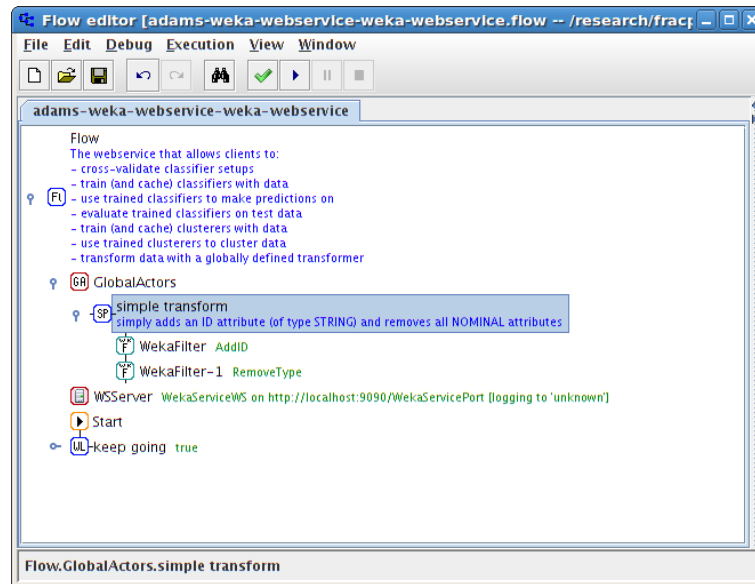 Flow editor [adams-weka-webservice-weka-webservice.flow -- /research/fracp
File Edit Debug Execution View Window
adams-weka-webservice-weka-webservice
Flow
The webservice that allows clients to:
- cross-validate classifier setups
- train (and cache) classifiers with data
- use trained classifiers to make predictions on
- evaluate trained classifiers on test data
- train (and cache) clusterers with data
- use trained clusterers to cluster data
- transform data with a globally defined transformer
GA GlobalActors
SP simple transform
simply adds an ID attribute (of type STRING) and removes all NOMINAL attributes
WekaFilter AddID
WekaFilter-1 RemoveType
WSServer WekaServiceWS on http://localhost:9090/WekaServicePort [logging to 'unknown']
Start
WL keep going true
Flow.GlobalActors.simple transform